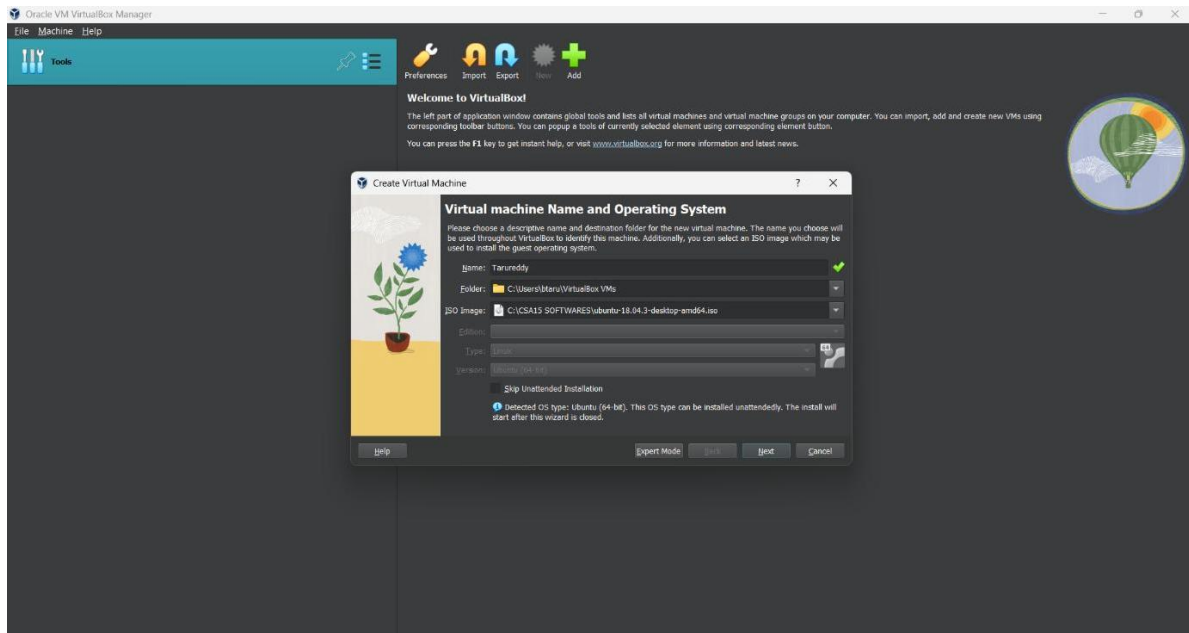 Oracle VM VirtualBox Manager
File Machine Help
Tools
Preferences Import Export New Add
Welcome to VirtualBox!
The left part of application window contains global tools and lists all virtual machines and virtual machine groups on your computer. You can import, add and create new VMs using
corresponding toolbar buttons. You can popup a tools of currently selected element using corresponding element button.
You can press the F1 key to get instant help, or visit www.virtualbox.org for more information and latest news.
Create Virtual Machine
?
Virtual machine Name and Operating System
Please choose a descriptive name and destination folder for the new virtual machine. The name you choose will
be used throughout VirtualBox to identify this machine. Additionally, you can select an ISO image which may be
used to install the guest operating system.
Name: Tarureddy
Folder: C:\Users\btaru\VirtualBox VMs
ISO Image: C:\CSA15 SOFTWARES\ubuntu-18.04.3-desktop-amd64.iso
Edition:
Type: Linux
Version: Ubuntu (64-bit)
Skip Unattended Installation
Detected OS type: Ubuntu (64-bit). This OS type can be installed unattendedly. The install will
start after this wizard is closed.
Help Expert Mode Back Next Cancel